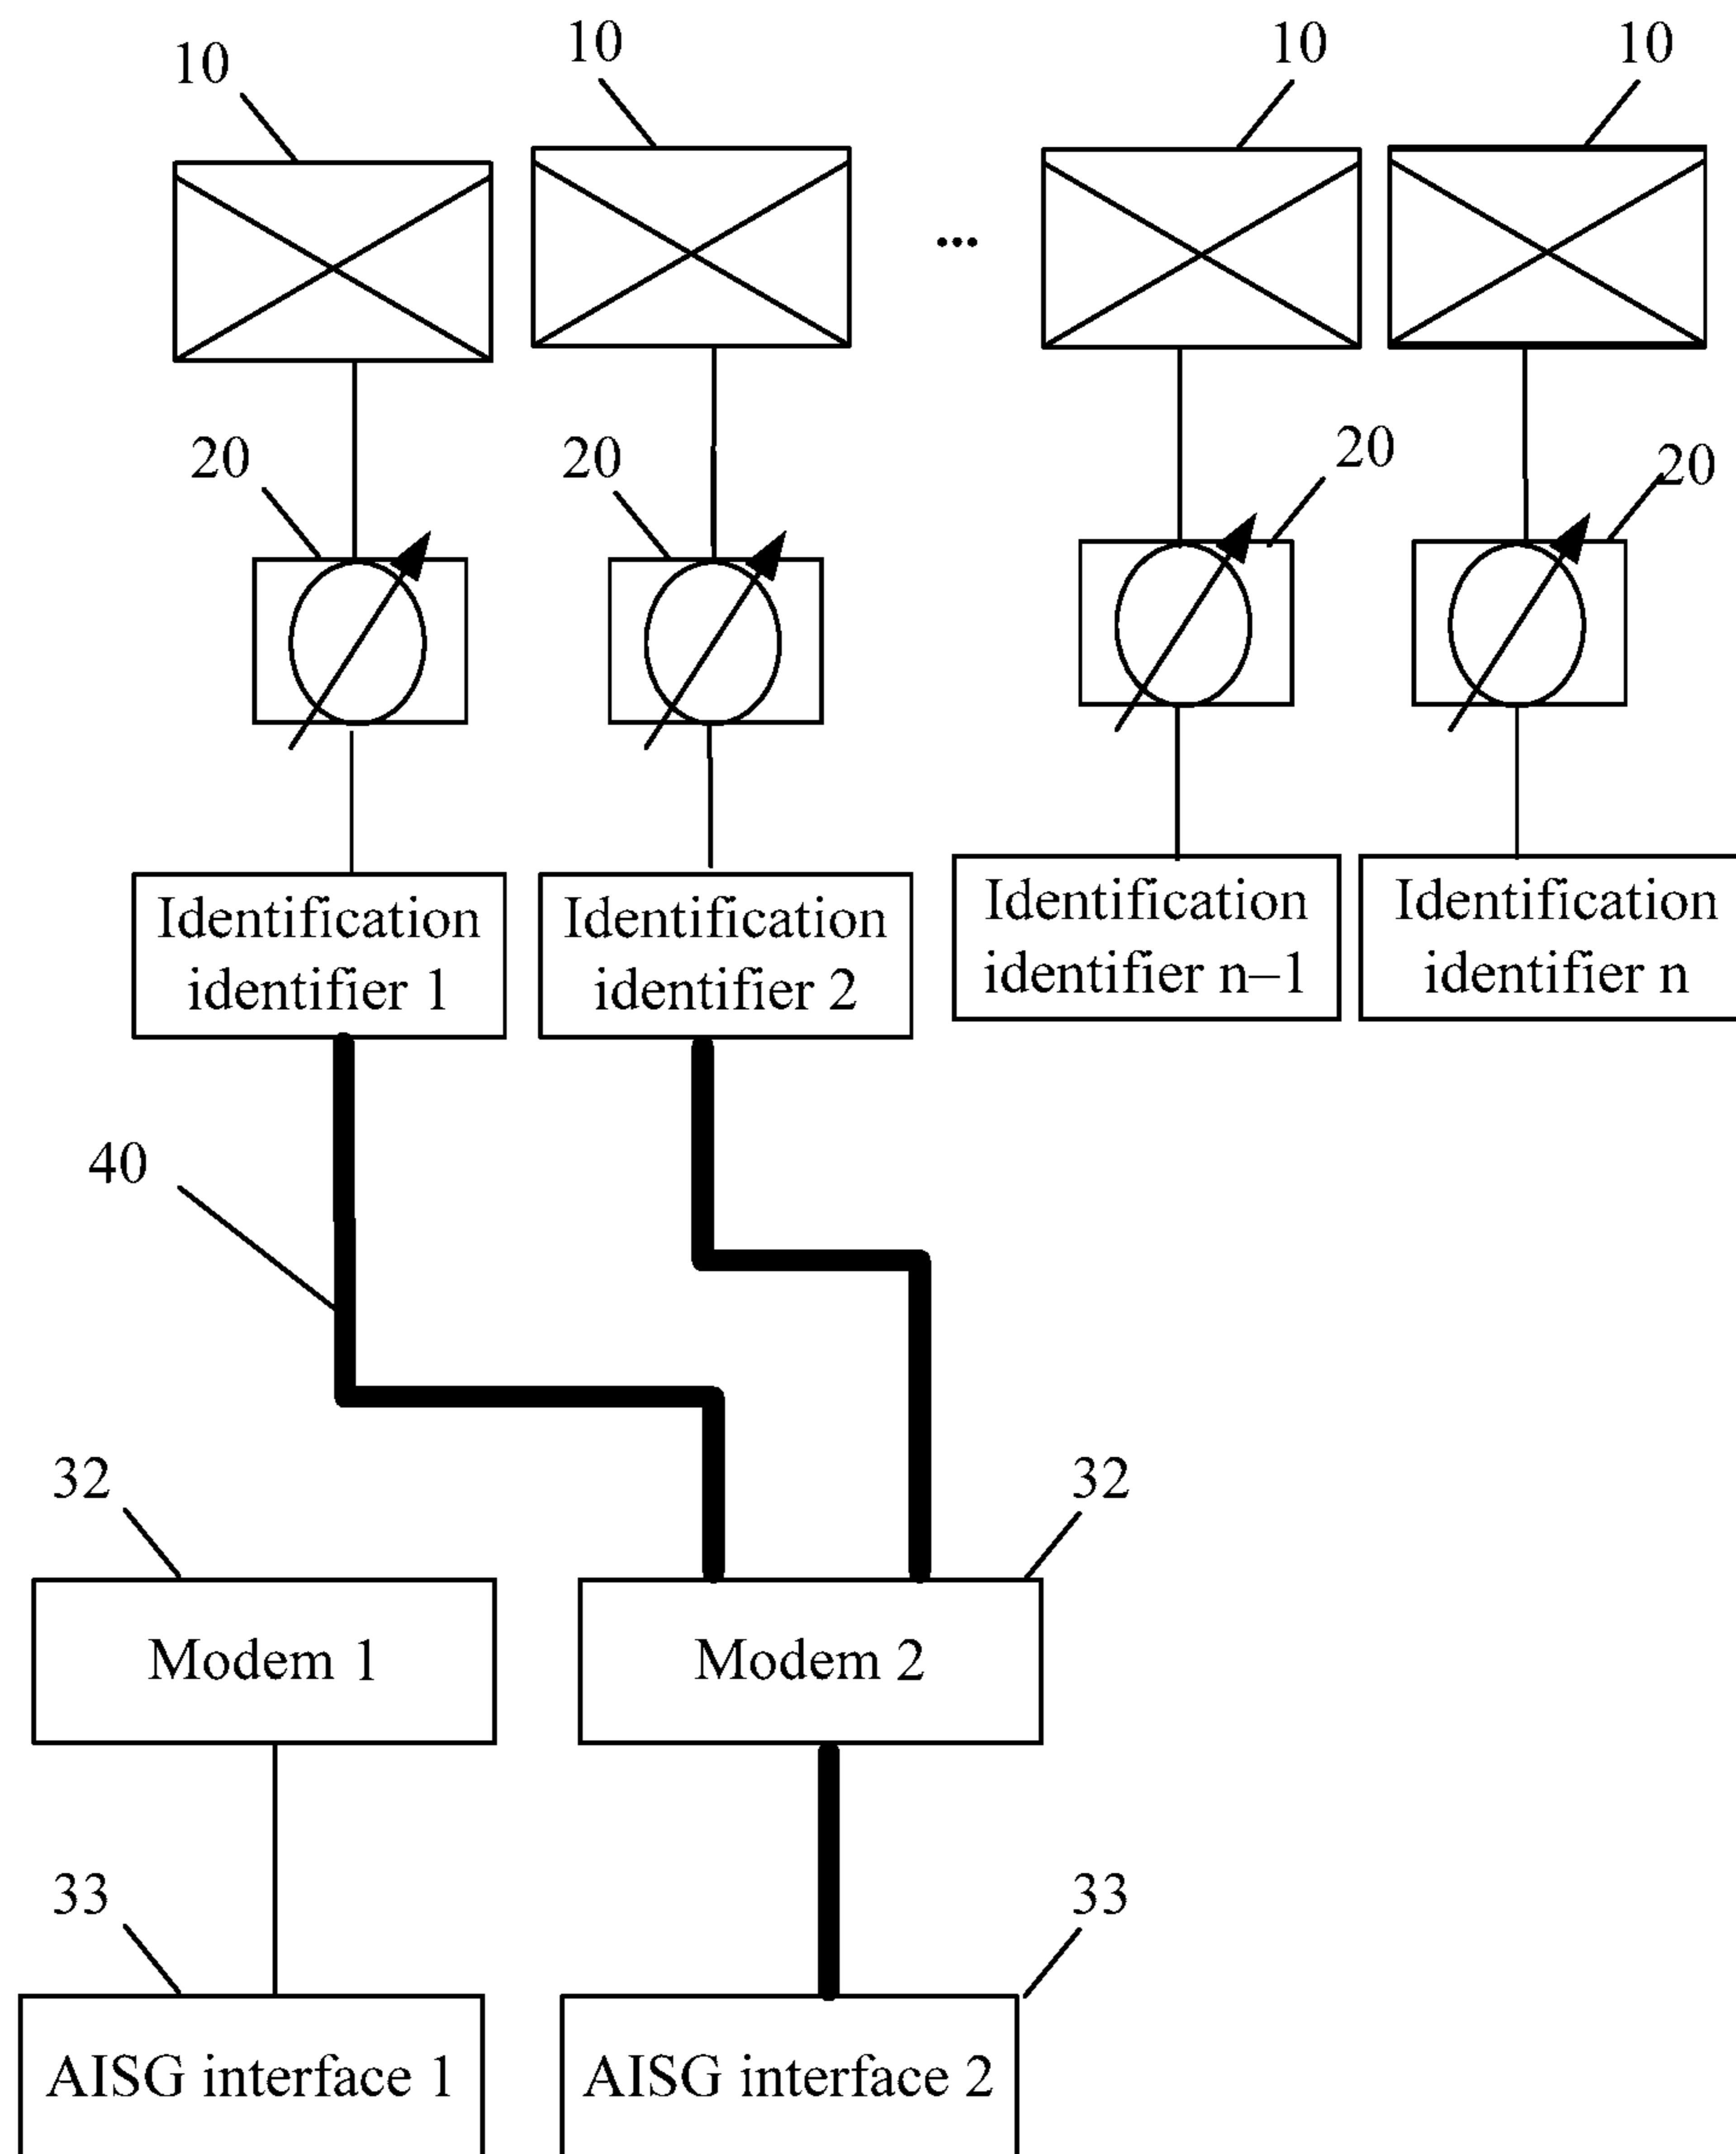 10
10
10
10
...
20
20
20
20
Identification
identifier 1
Identification
identifier 2
Identification
identifier n–1
Identification
identifier n
40
32
32
Modem 1
Modem 2
33
33
AISG interface 1
AISG interface 2